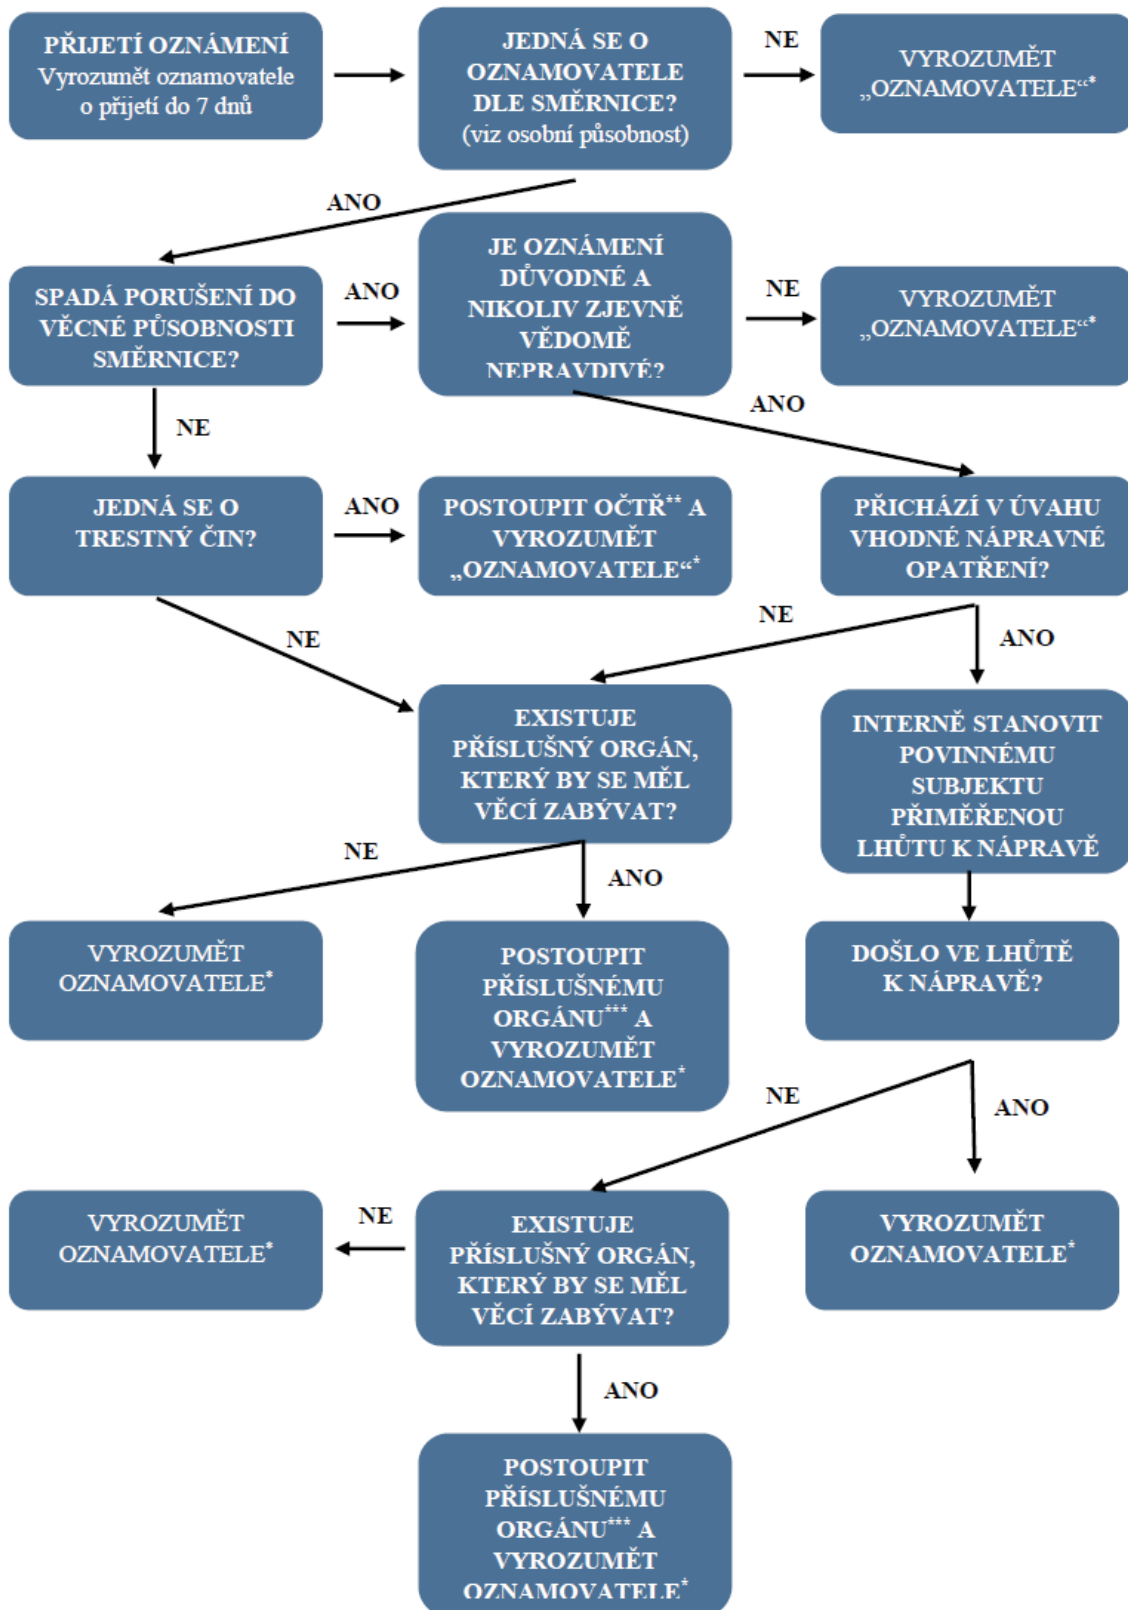 PŘIJETÍ OZNÁMENÍ
Vyrozumět oznamovatele
o přijetí do 7 dnů
JEDNÁ SE O
OZNAMOVATELE
DLE SMĚRNICE?
(viz osobní působnost)
NE
VYROZUMĚT
„OZNAMOVATELE“*
ANO
SPADÁ PORUŠENÍ DO
VĚCNÉ PŮSOBNOSTI
SMĚRNICE?
ANO
JE OZNÁMENÍ
DŮVODNÉ A
NIKOLIV ZJEVNĚ
VĚDOMĚ
NEPRAVDIVÉ?
NE
VYROZUMĚT
„OZNAMOVATELE“*
NE
ANO
JEDNÁ SE O
TRESTNÝ ČIN?
ANO
POSTOUPIT OČTŘ** A
VYROZUMĚT
„OZNAMOVATELE“*
PŘICHÁZÍ V ÚVAHU
VHODNÉ NÁPRAVNÉ
OPATŘENÍ?
NE
NE
ANO
EXISTUJE
PŘÍSLUŠNÝ ORGÁN,
KTERÝ BY SE MĚL
VĚCÍ ZABÝVAT?
INTERNĚ STANOVIT
POVINNÉMU
SUBJEKTU
PŘIMĚŘENOU
LHŮTU K NÁPRAVĚ
NE
ANO
VYROZUMĚT
OZNAMOVATELE*
POSTOUPIT
PŘÍSLUŠNÉMU
ORGÁNU*** A
VYROZUMĚT
OZNAMOVATELE*
DOŠLO VE LHŮTĚ
K NÁPRAVĚ?
NE
ANO
VYROZUMĚT
OZNAMOVATELE*
NE
EXISTUJE
PŘÍSLUŠNÝ ORGÁN,
KTERÝ BY SE MĚL
VĚCÍ ZABÝVAT?
VYROZUMĚT
OZNAMOVATELE*
ANO
POSTOUPIT
PŘÍSLUŠNÉMU
ORGÁNU*** A
VYROZUMĚT
OZNAMOVATELE*